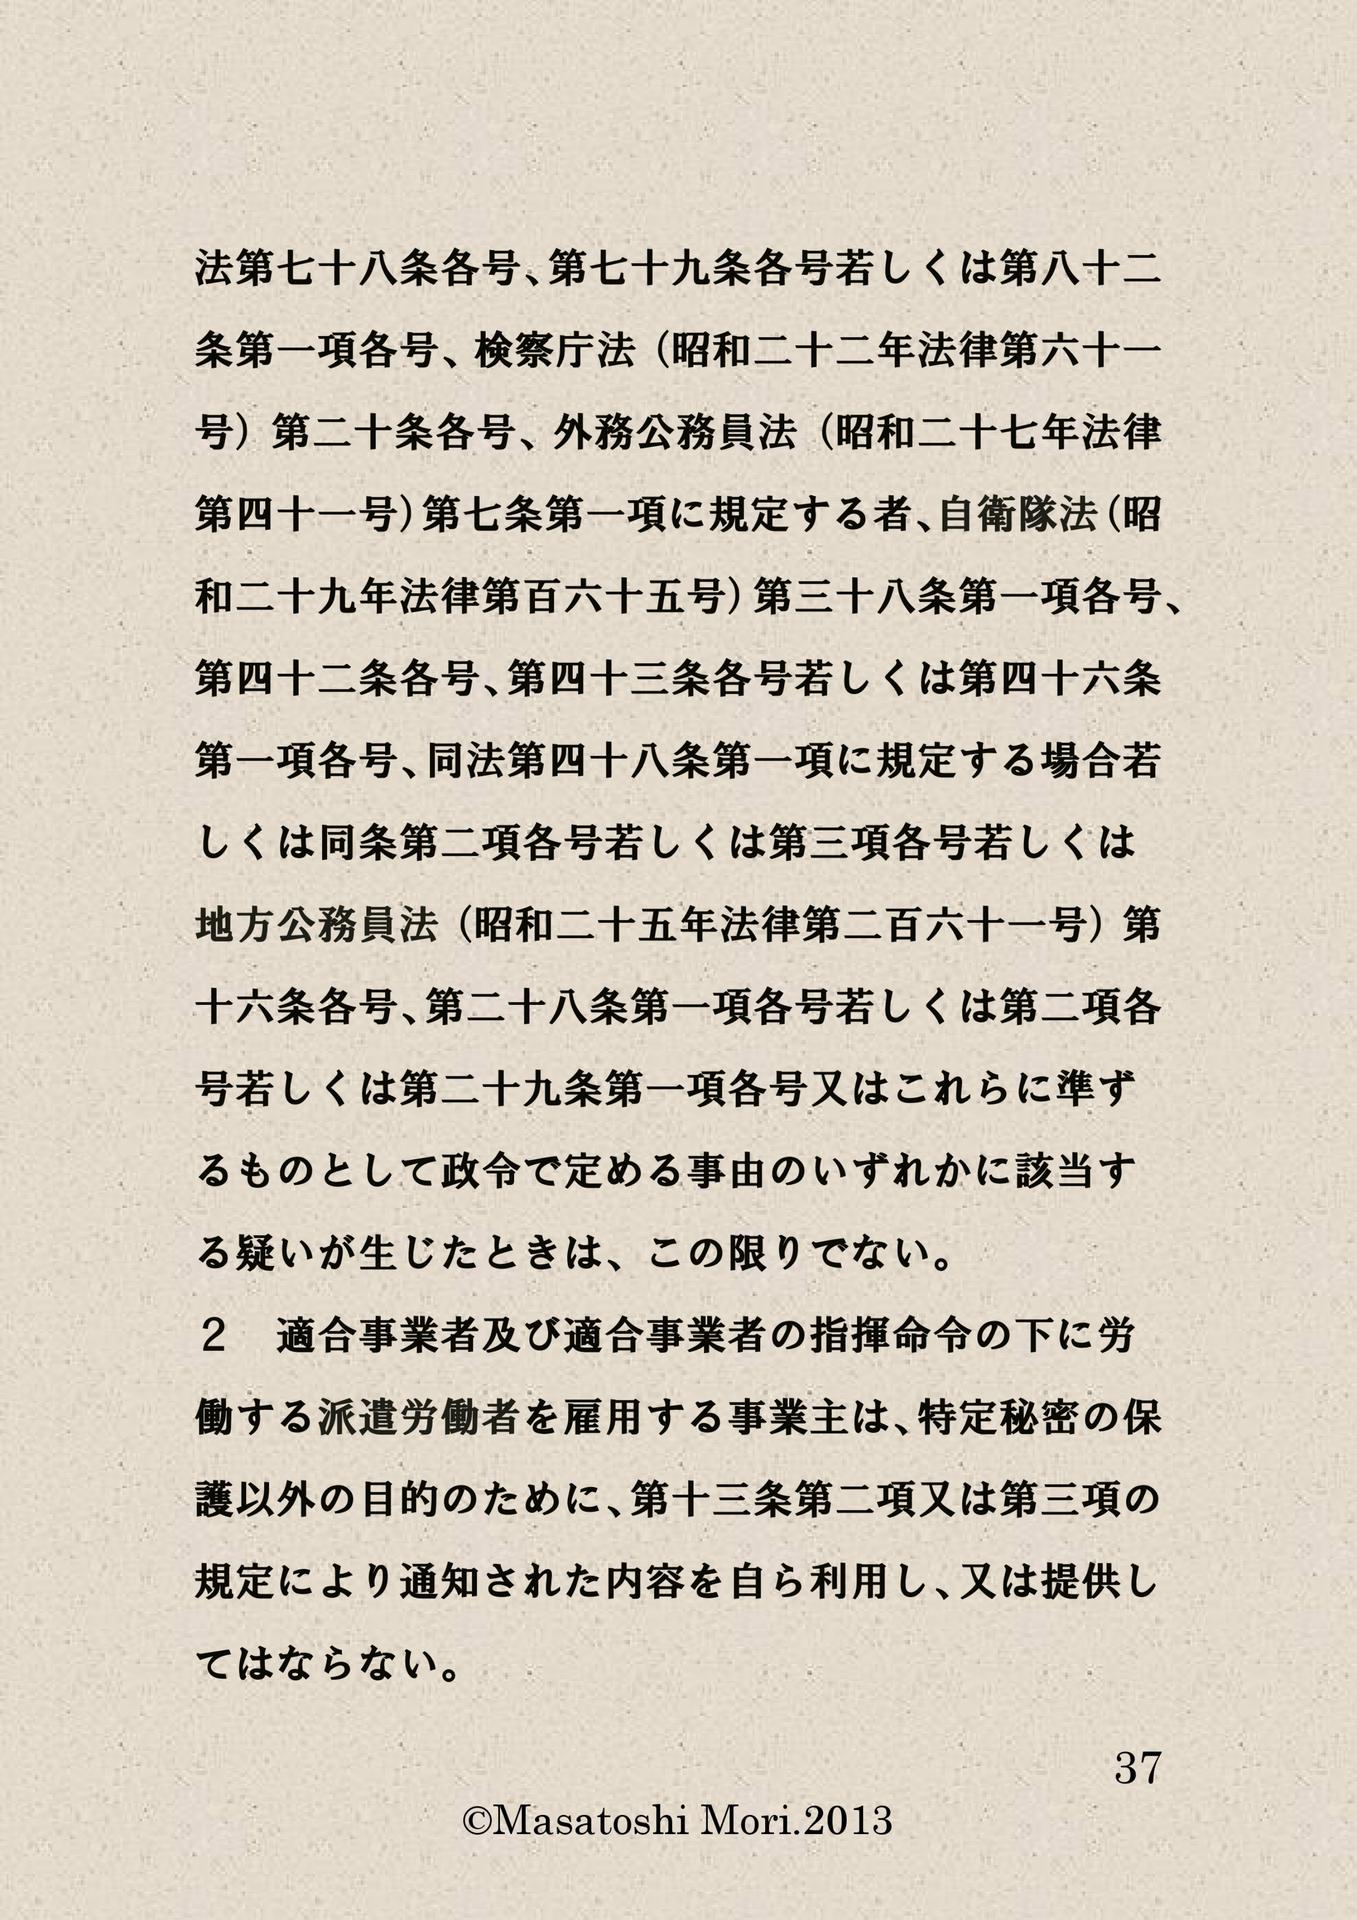 法第七十八条各号、第七十九条各号若しくは第八十二
条第一項各号、検察庁法（昭和二十二年法律第六十一
号）第二十条各号、外務公務員法（昭和二十七年法律
第四十一号）第七条第一項に規定する者、自衛隊法（昭
和二十九年法律第百六十五号）第三十八条第一項各号、
第四十二条各号、第四十三条各号若しくは第四十六条
第一項各号、同法第四十八条第一項に規定する場合若
しくは同条第二項各号若しくは第三項各号若しくは
地方公務員法（昭和二十五年法律第二百六十一号）第
十六条各号、第二十八条第一項各号若しくは第二項各
号若しくは第二十九条第一項各号又はこれらに準ず
るものとして政令で定める事由のいずれかに該当す
る疑いが生じたときは、この限りでない。
２　適合事業者及び適合事業者の指揮命令の下に労
働する派遣労働者を雇用する事業主は、特定秘密の保
護以外の目的のために、第十三条第二項又は第三項の
規定により通知された内容を自ら利用し、又は提供し
てはならない。
37
©Masatoshi Mori.2013